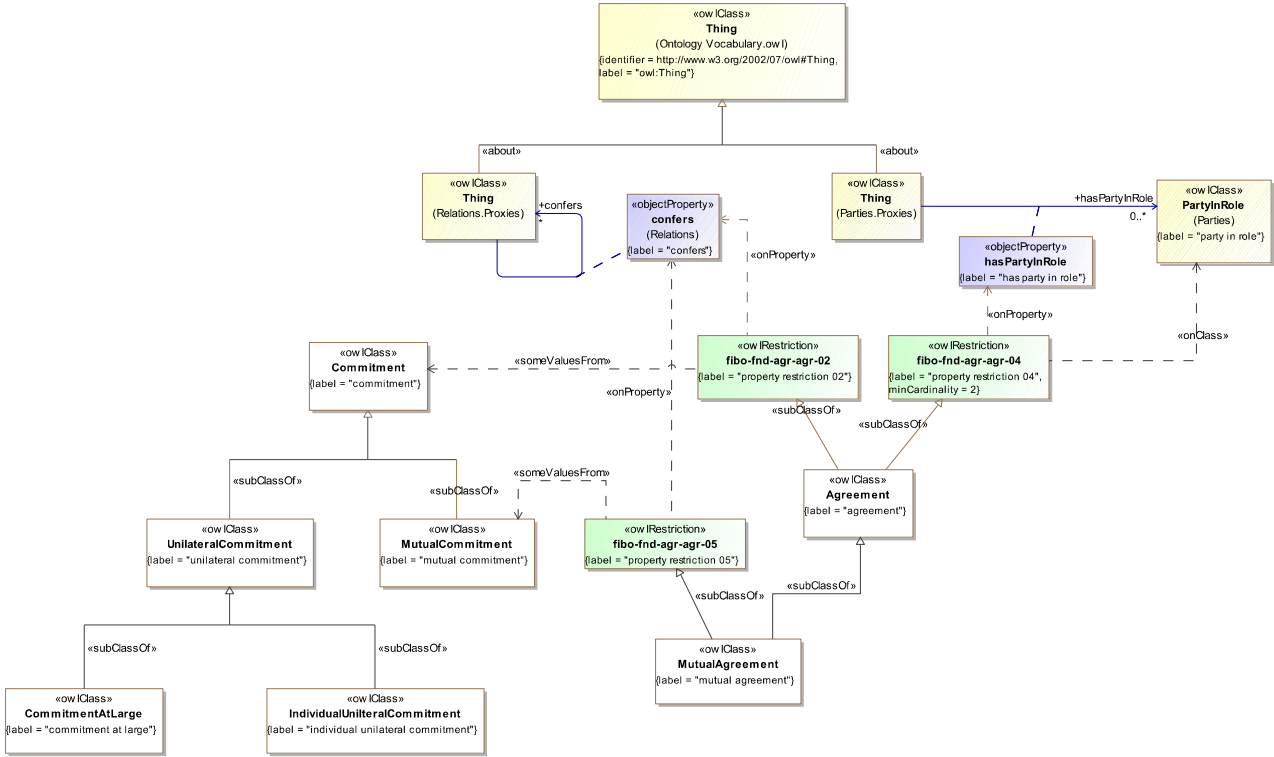 «owlClass»
Thing
(Ontology Vocabulary.owl)
{identifier = http://www.w3.org/2002/07/owl#Thing,
label = "owl:Thing"}
«about»
«about»
«owlClass»
Thing
(Relations.Proxies)
+confers
*
«objectProperty»
confers
(Relations)
{label = "confers"}
«owlClass»
Thing
(Parties.Proxies)
+hasPartyInRole
0..*
«owlClass»
PartyInRole
(Parties)
{label = "party in role"}
«objectProperty»
hasPartyInRole
{label = "has party in role"}
«onProperty»
«onProperty»
«onClass»
«owlClass»
Commitment
{label = "commitment"}
«someValuesFrom»
«onProperty»
«owlRestriction»
fibo-fnd-agr-agr-02
{label = "property restriction 02"}
«owlRestriction»
fibo-fnd-agr-agr-04
{label = "property restriction 04",
minCardinality = 2}
«subClassOf»
«subClassOf»
«owlClass»
Agreement
{label = "agreement"}
«subClassOf»
«subClassOf»
«someValuesFrom»
«owlClass»
UnilateralCommitment
{label = "unilateral commitment"}
«owlClass»
MutualCommitment
{label = "mutual commitment"}
«owlRestriction»
fibo-fnd-agr-agr-05
{label = "property restriction 05"}
«subClassOf»
«subClassOf»
«subClassOf»
«subClassOf»
«owlClass»
MutualAgreement
{label = "mutual agreement"}
«owlClass»
CommitmentAtLarge
{label = "commitment at large"}
«owlClass»
IndividualUnilteralCommitment
{label = "individual unilateral commitment"}